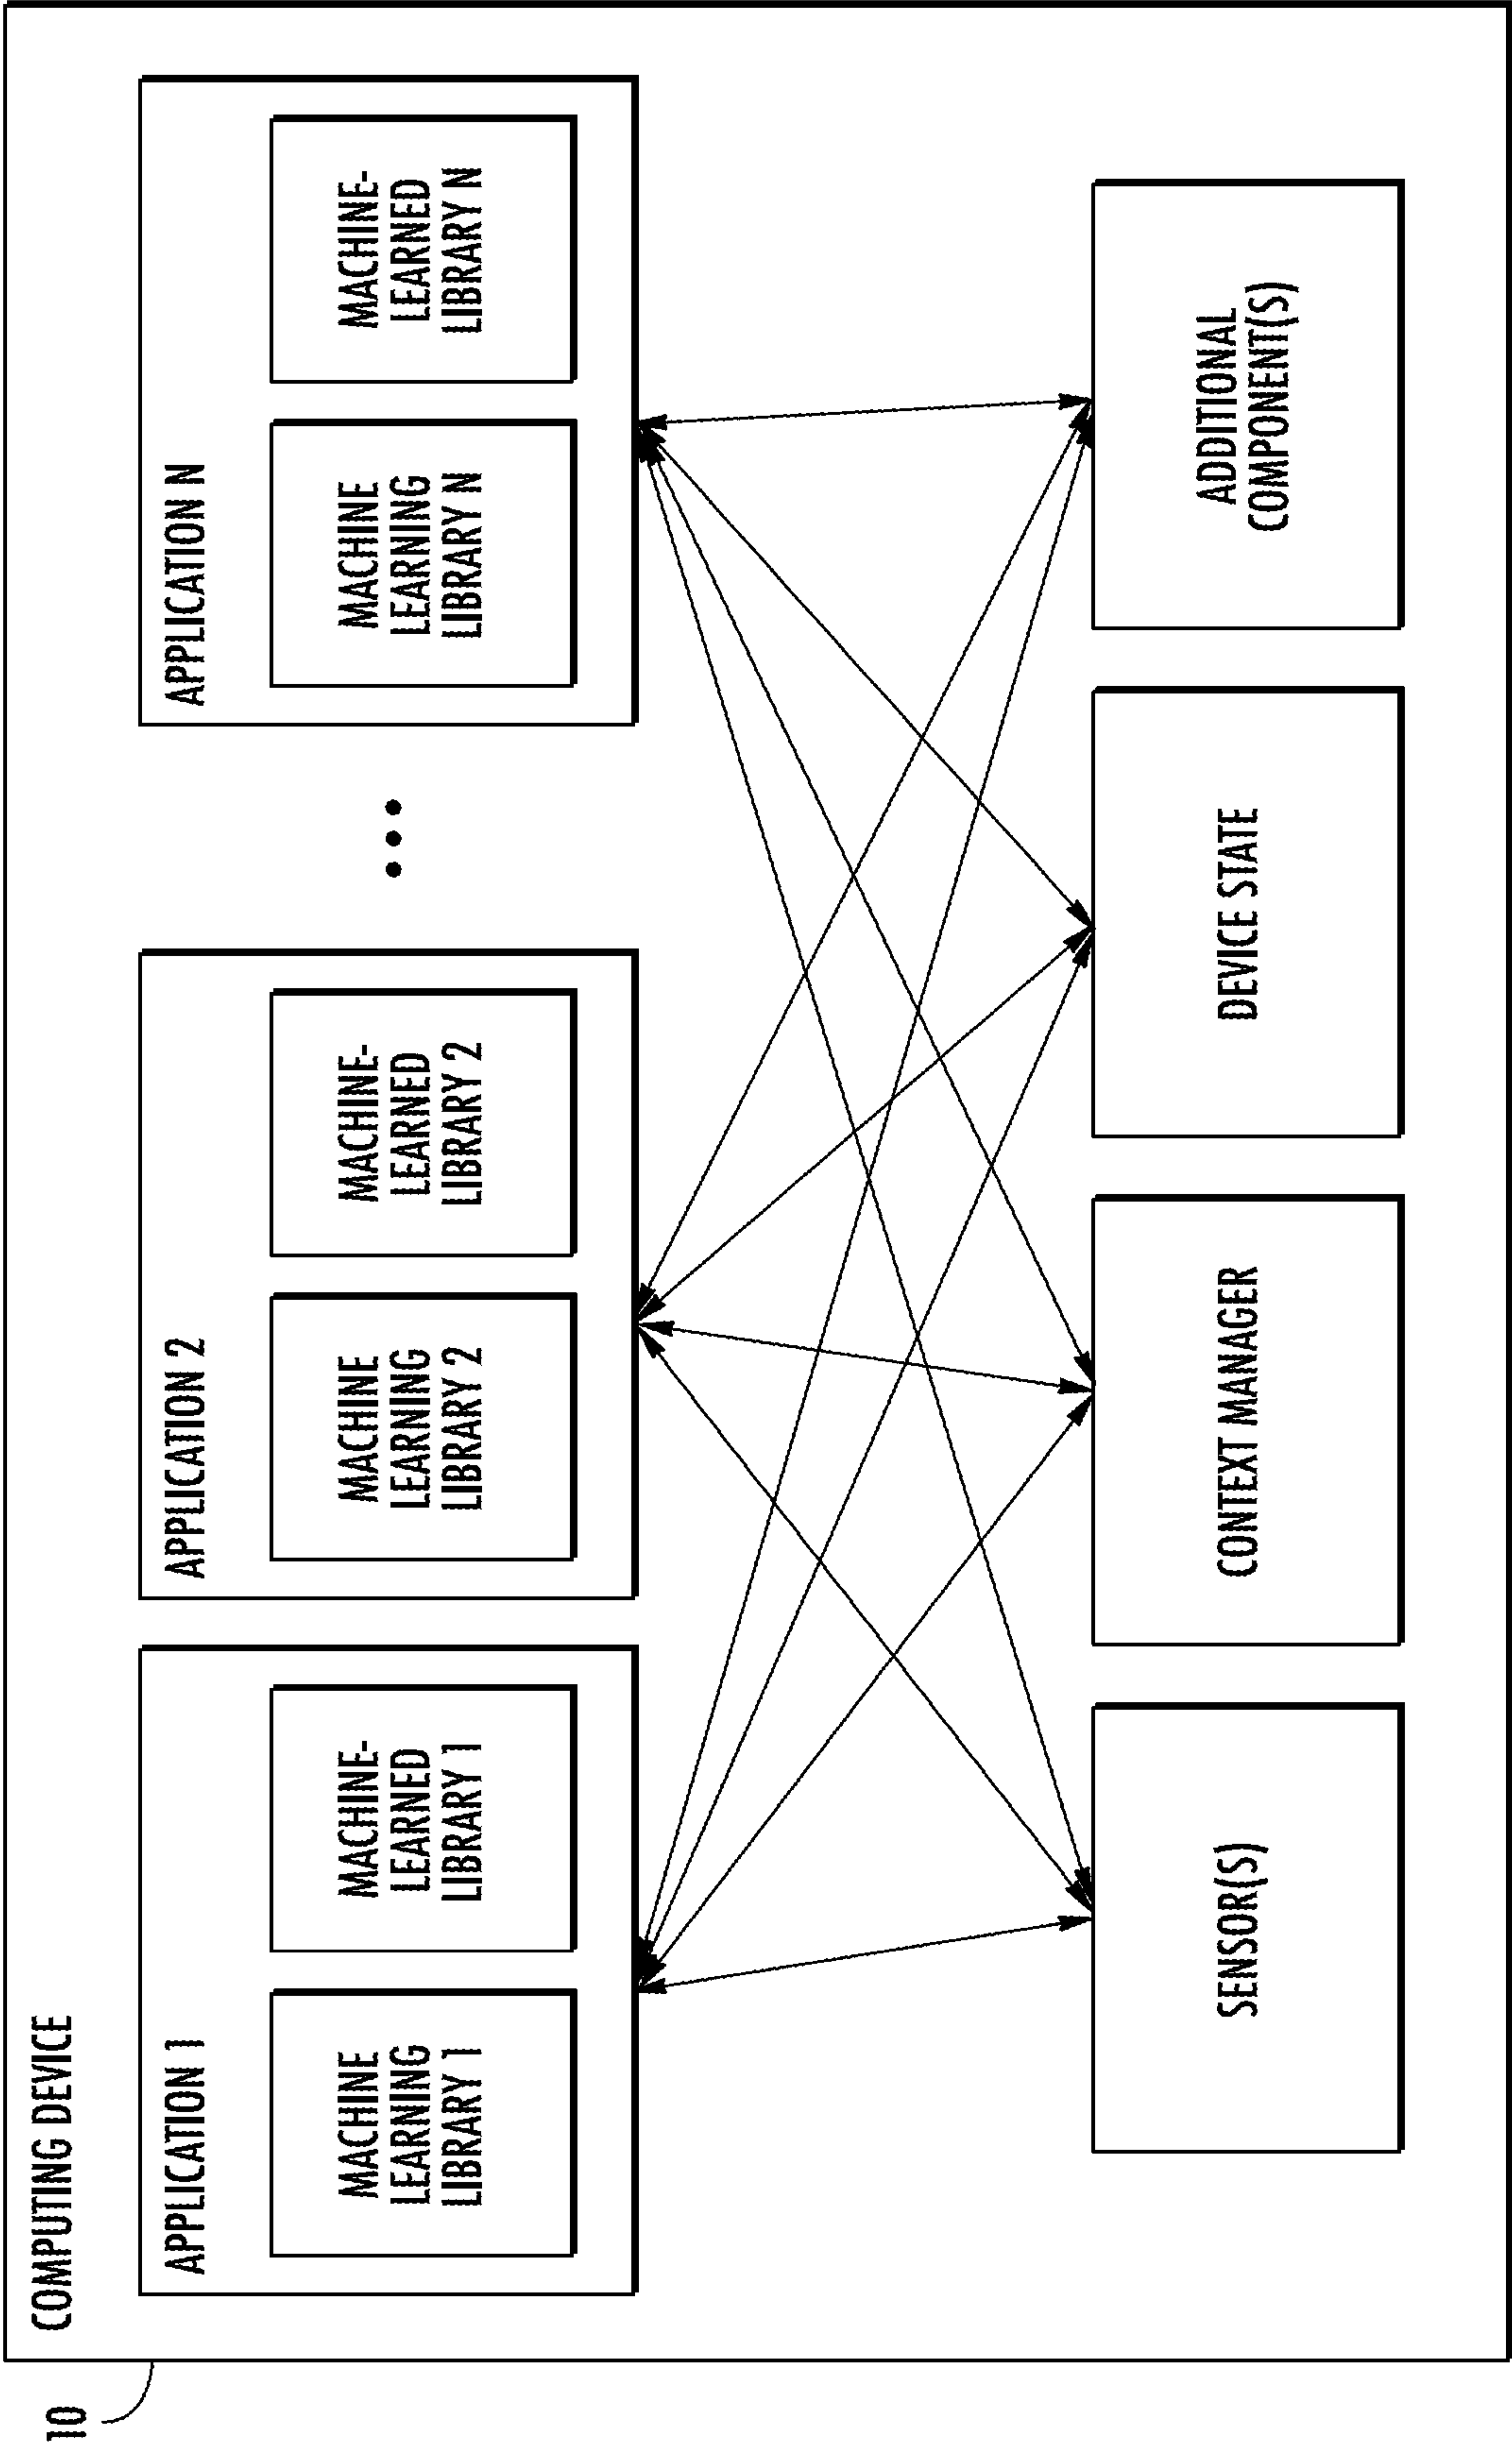 10
COMPUTING DEVICE
APPLICATION 1
MACHINE
LEARNING
LIBRARY 1
MACHINE-
LEARNED
LIBRARY 1
APPLICATION 2
MACHINE
LEARNING
LIBRARY 2
MACHINE-
LEARNED
LIBRARY 2
APPLICATION N
MACHINE
LEARNING
LIBRARY N
MACHINE-
LEARNED
LIBRARY N
SENSOR(S)
CONTEXT MANAGER
DEVICE STATE
ADDITIONAL
COMPONENT(S)